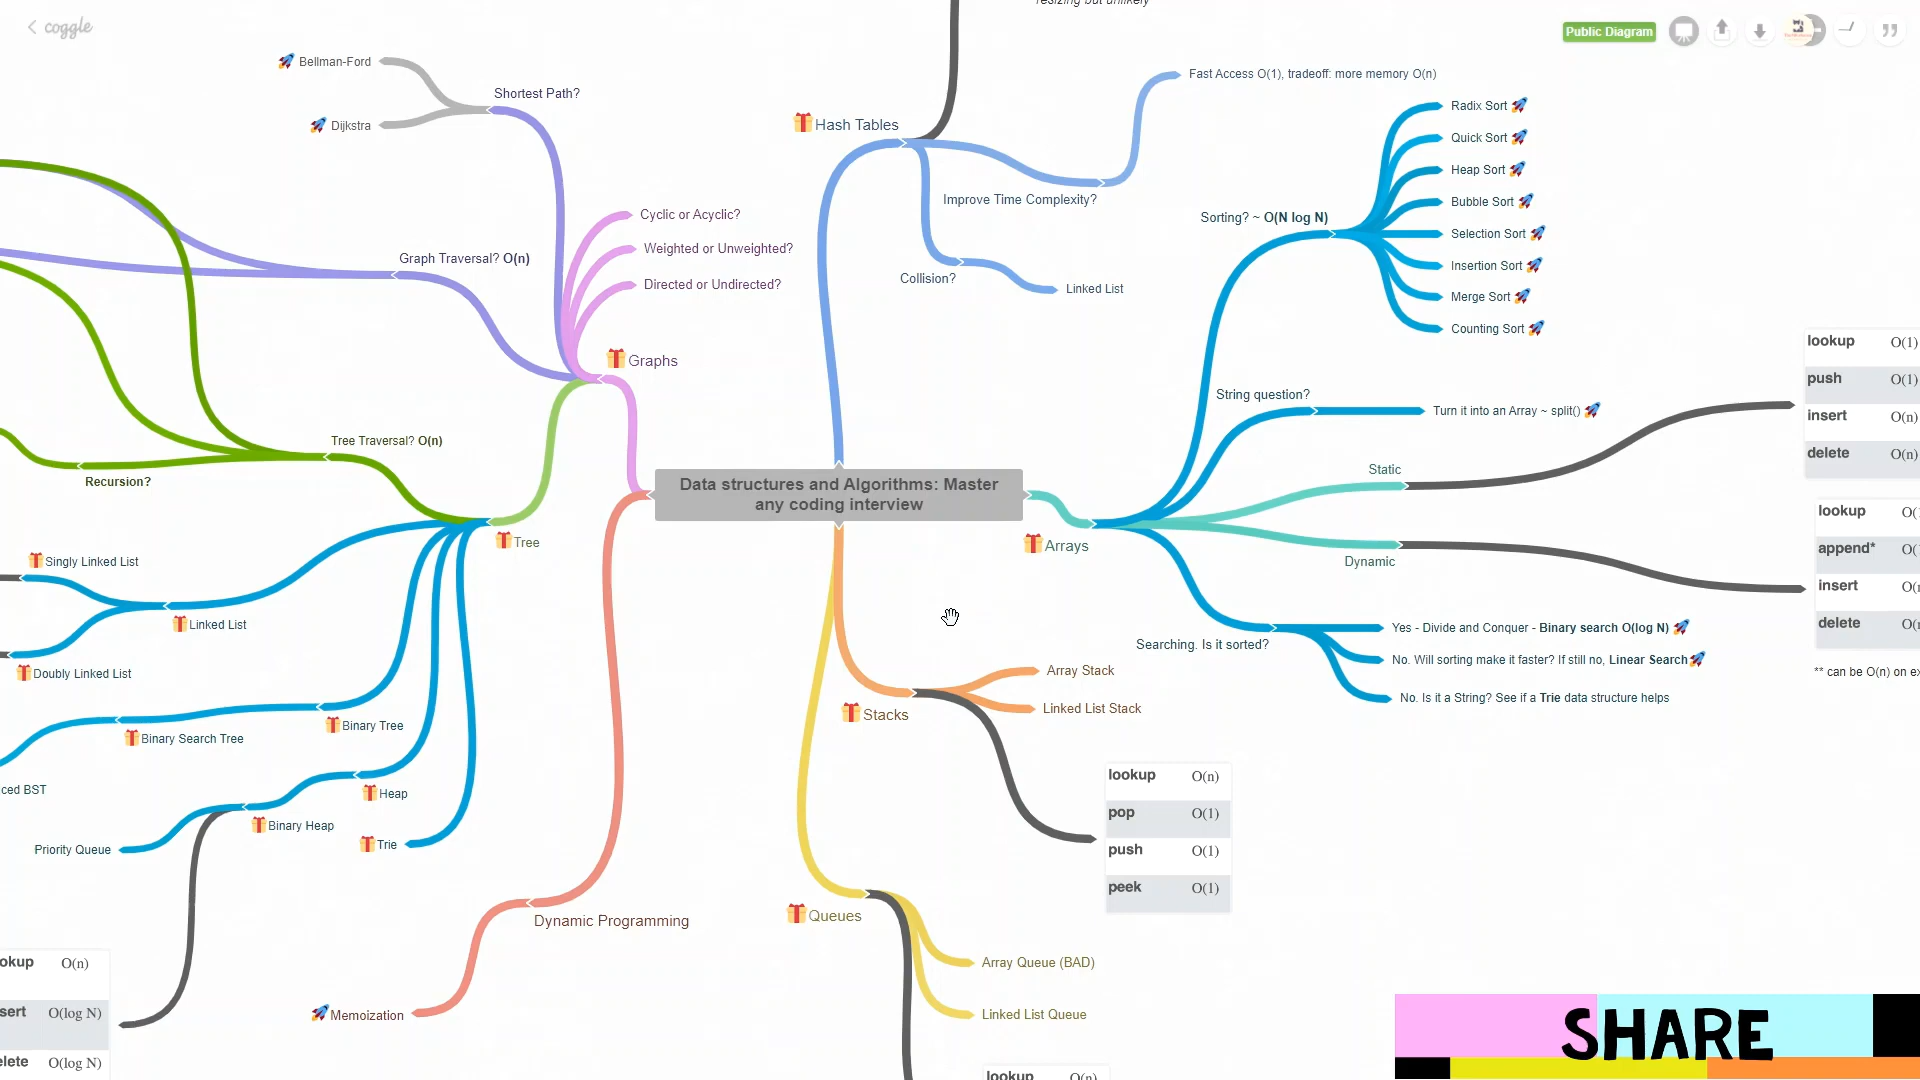 coggle
resizing but unlikely
Public Diagram
Bellman-Ford
Shortest Path?
Dijkstra
Hash Tables
Fast Access O(1), tradeoff: more memory O(n)
Improve Time Complexity?
Collision?
Linked List
Cyclic or Acyclic?
Weighted or Unweighted?
Directed or Undirected?
Graph Traversal? O(n)
Graphs
Sorting? ~ O(N log N)
Radix Sort
Quick Sort
Heap Sort
Bubble Sort
Selection Sort
Insertion Sort
Merge Sort
Counting Sort
String question?
Turn it into an Array ~ split()
Static
Dynamic
lookup O(1)
push O(1)
insert O(n)
delete O(n)
lookup
append*
insert
delete
** can be O(n) on
Tree Traversal? O(n)
Recursion?
Data structures and Algorithms: Master
any coding interview
Tree
Arrays
Singly Linked List
Linked List
Doubly Linked List
Searching. Is it sorted?
Yes - Divide and Conquer - Binary search O(log N)
No. Will sorting make it faster? If still no, Linear Search
No. Is it a String? See if a Trie data structure helps
Array Stack
Stacks
Linked List Stack
Binary Tree
Binary Search Tree
ced BST
Heap
Binary Heap
Priority Queue
Trie
lookup O(n)
pop O(1)
push O(1)
peek O(1)
Dynamic Programming
Queues
Array Queue (BAD)
Linked List Queue
Memoization
okup O(n)
sert O(log N)
elete O(log N)
lookup O(n)
SHARE